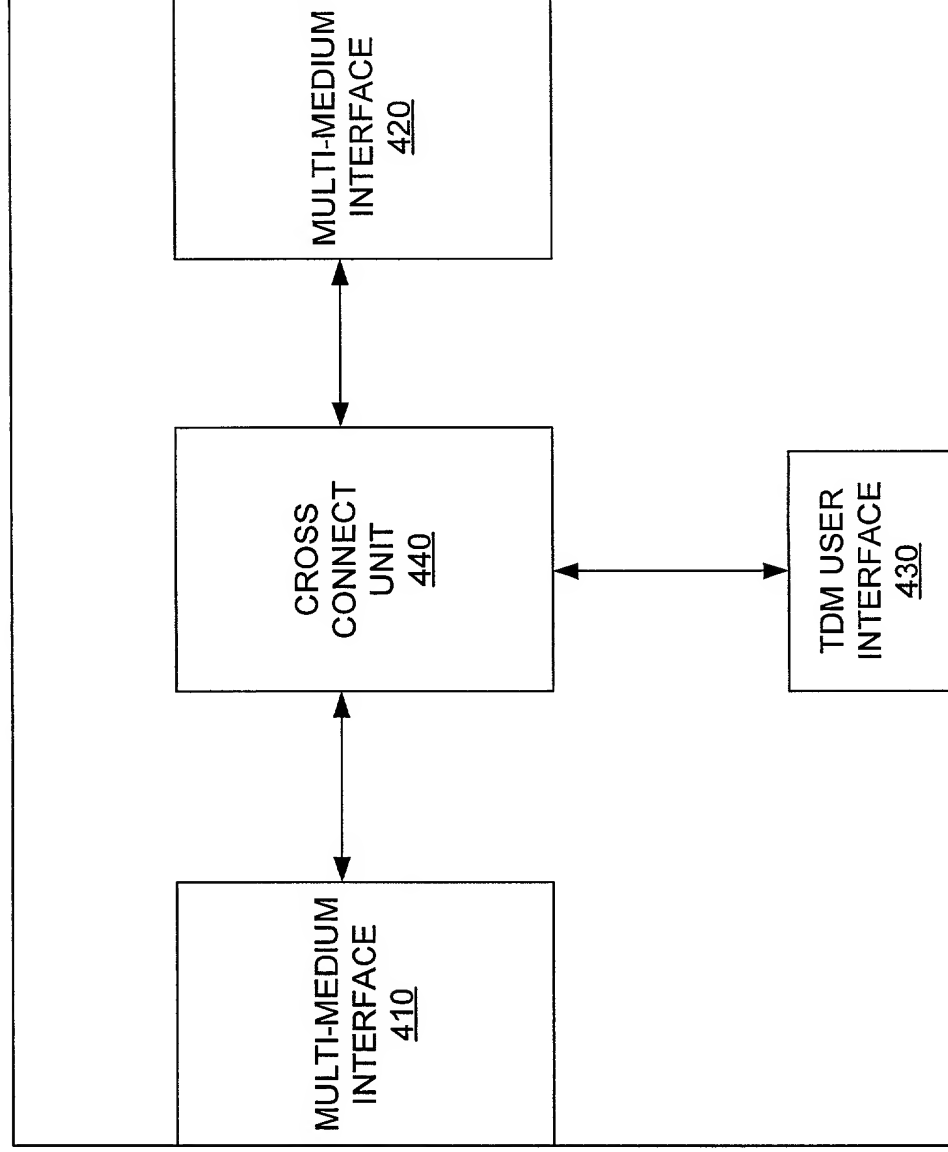 MULTI-MEDIUM
INTERFACE
410
CROSS
CONNECT
UNIT
440
MULTI-MEDIUM
INTERFACE
420
TDM USER
INTERFACE
430